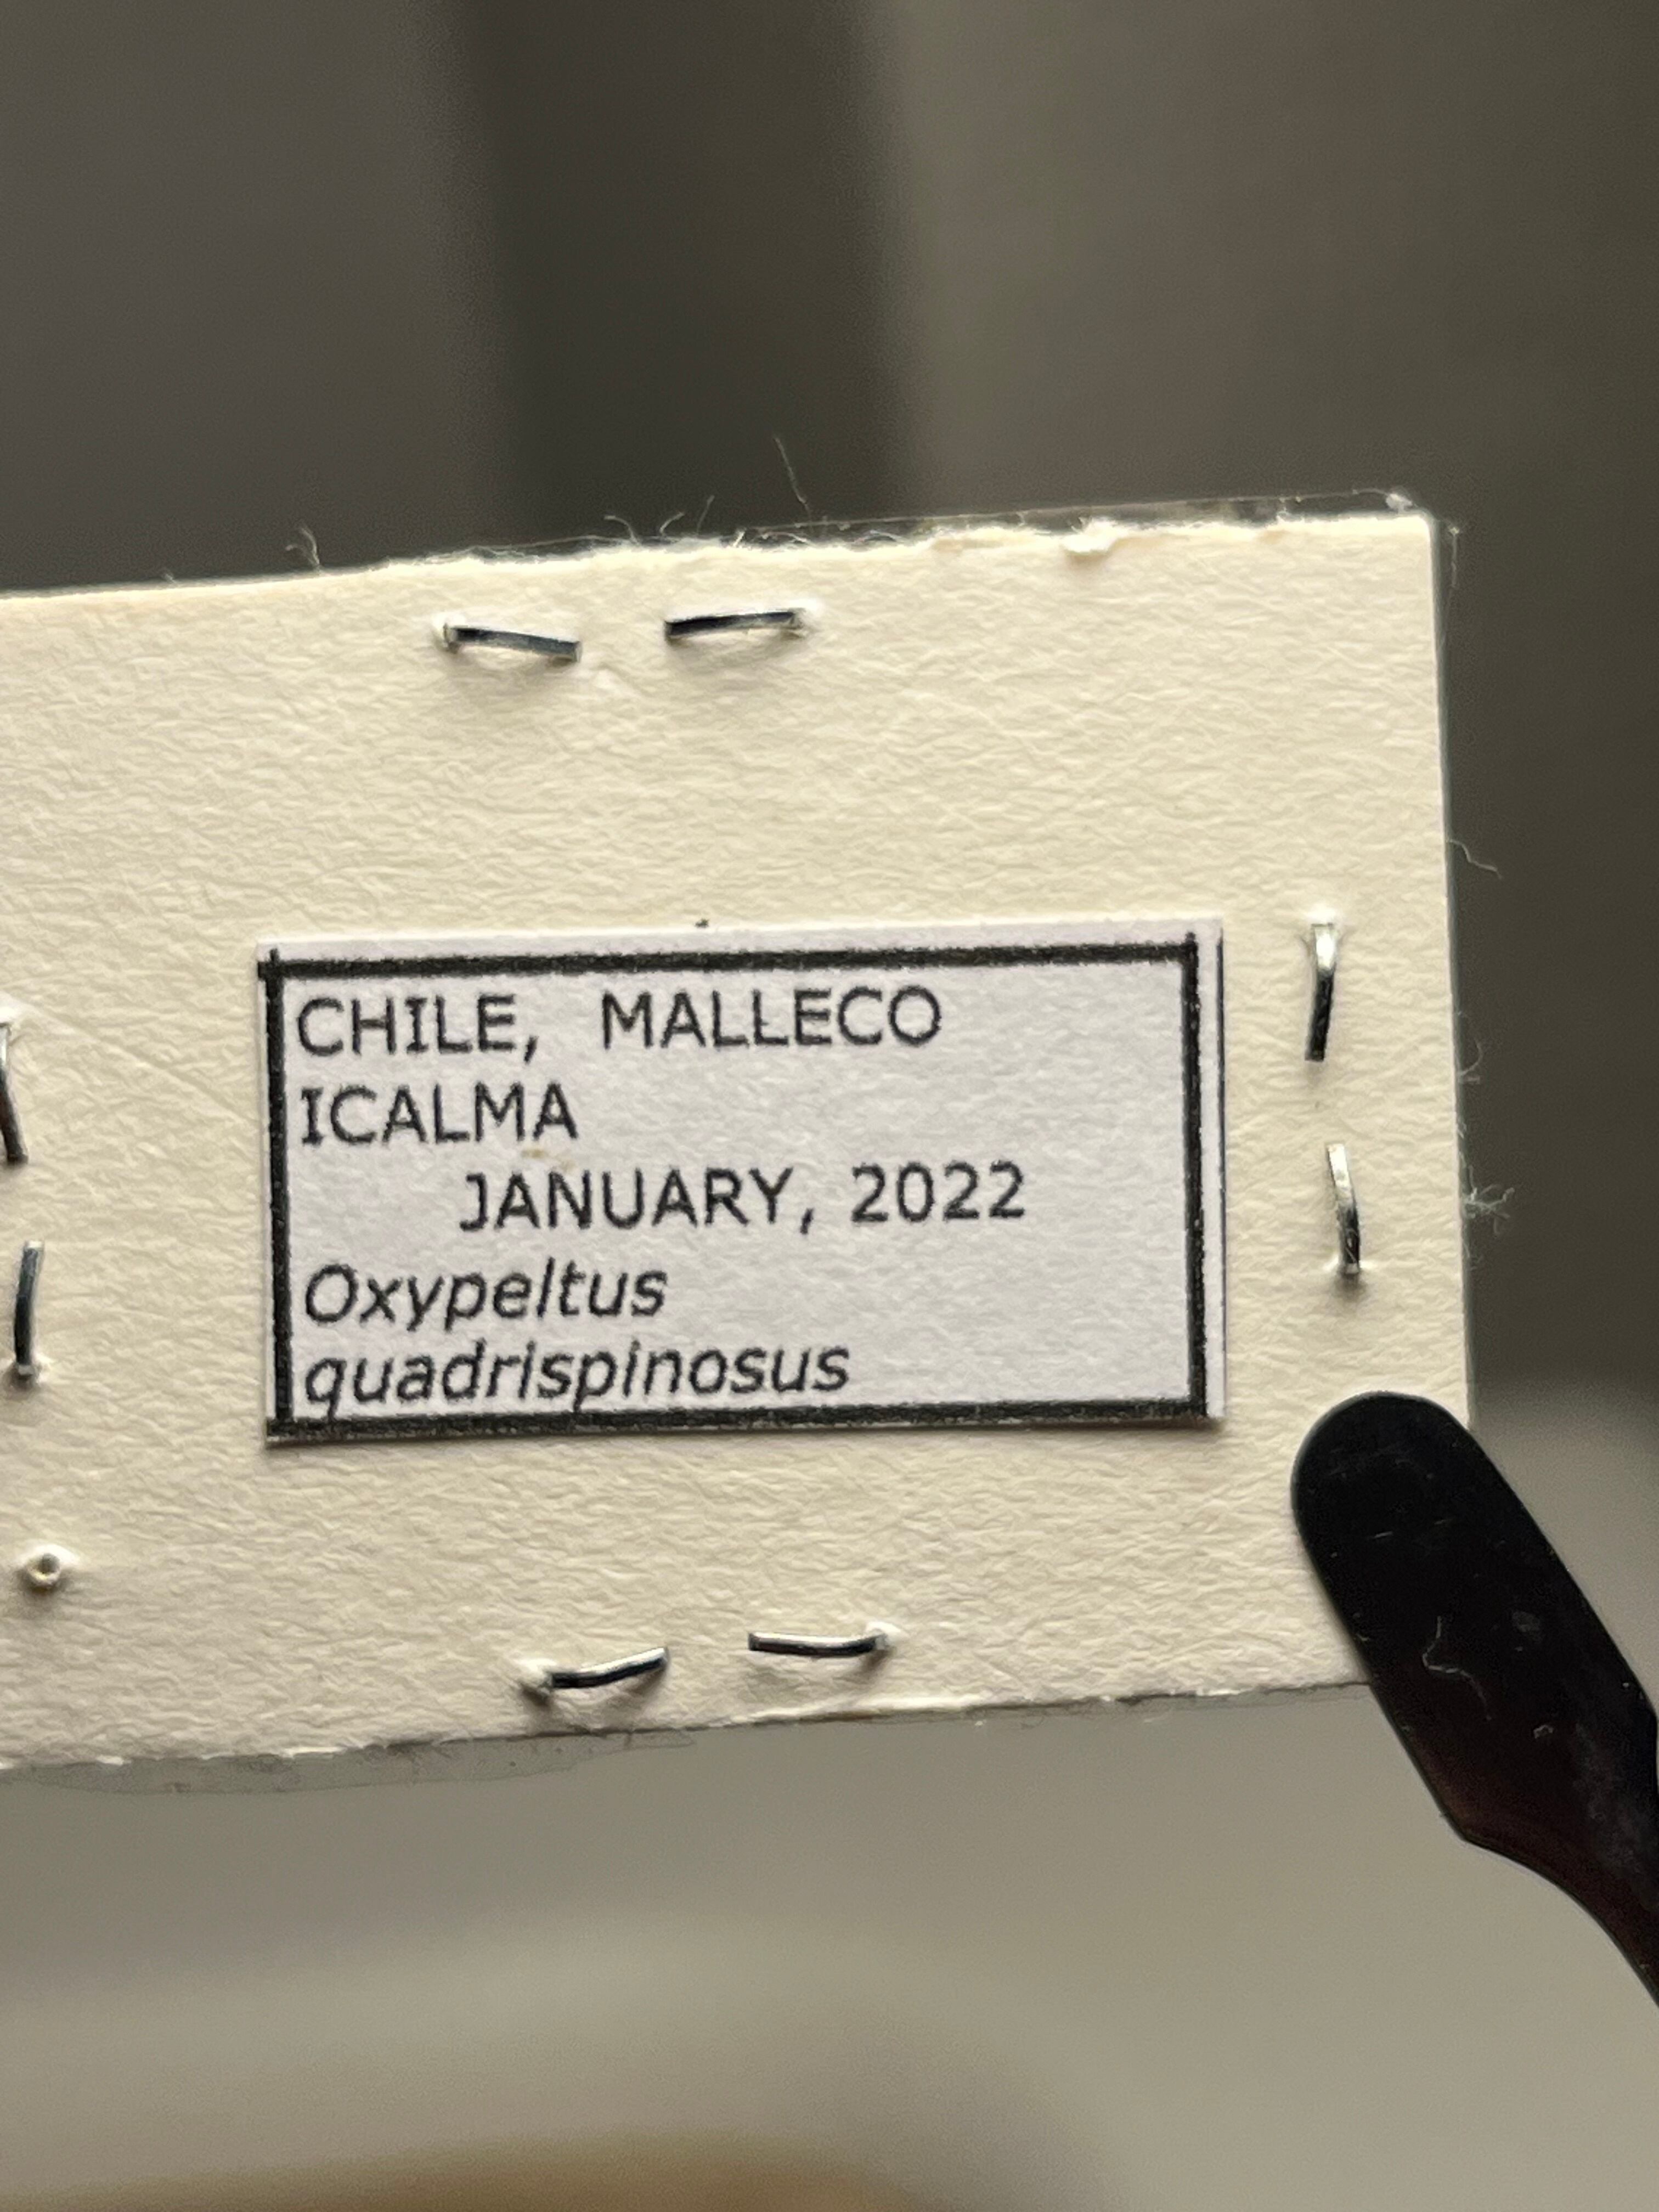 CHILE, MALLECO
ICALMA
JANUARY, 2022
Oxypeltus
quadrispinosus